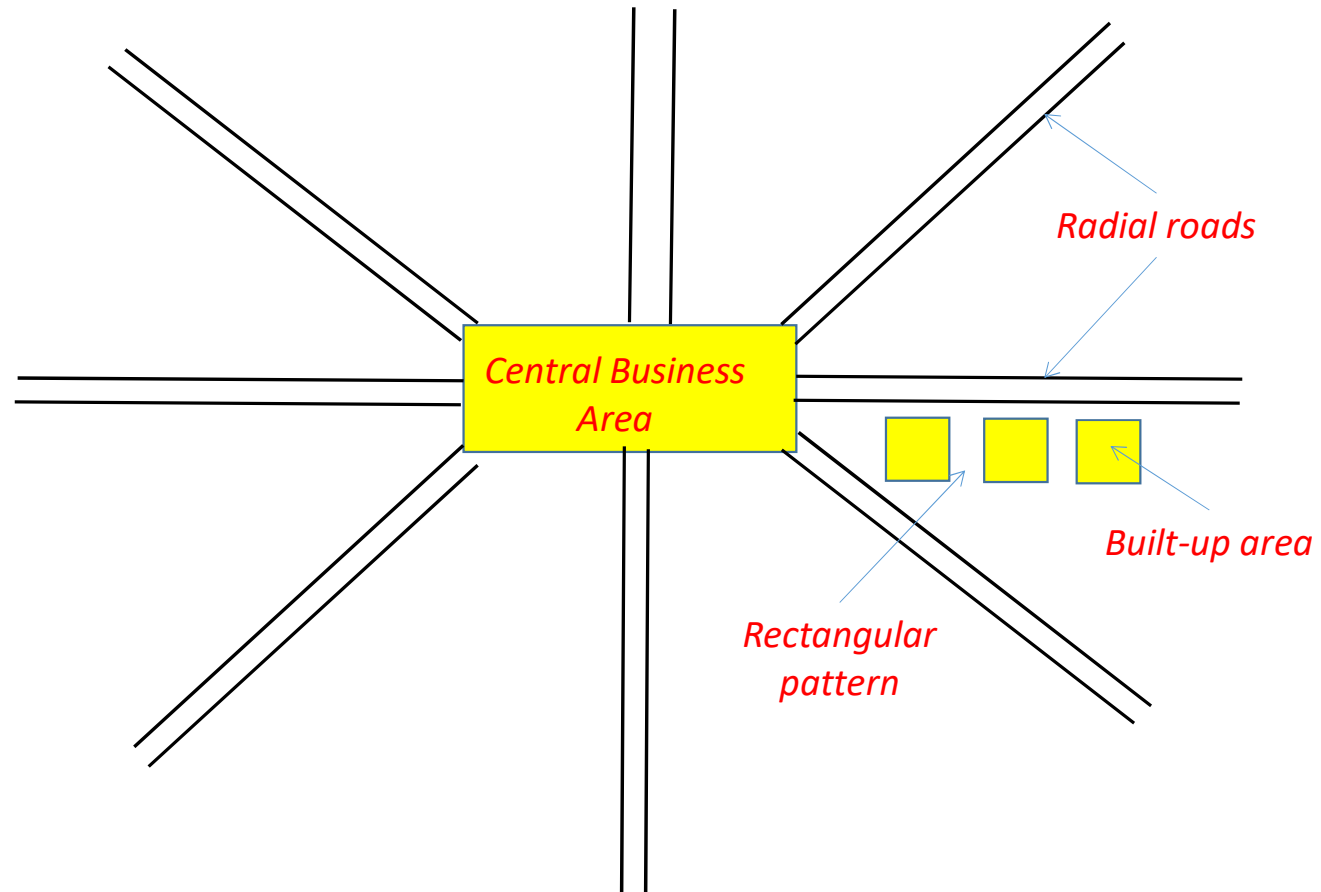 Radial roads
Central Business
Area
Built-up area
Rectangular
pattern